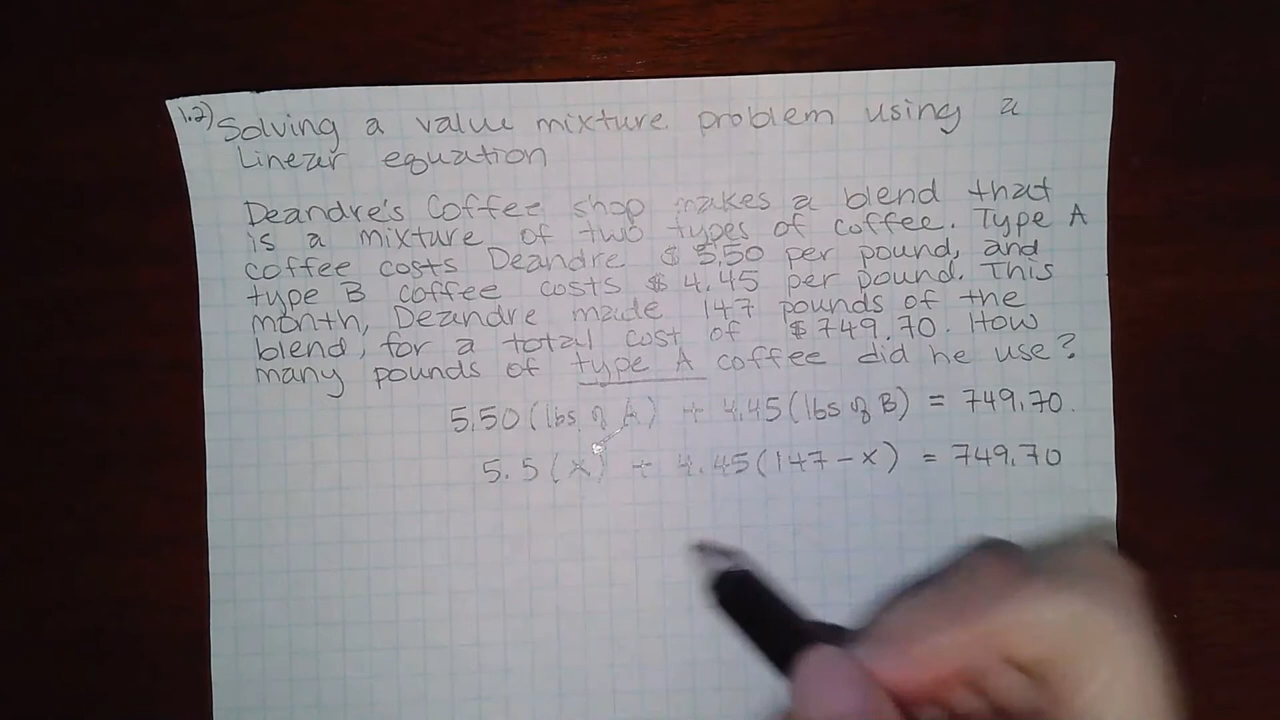 1.2) Solving a value mixture problem using a
Linear equation
Deandre's Coffee shop makes a blend that
is a mixture of two types of coffee. Type A
coffee costs Deandre $5.50 per pound, and
type B coffee costs $4.45 per pound. This
month, Deandre made 147 pounds of the
blend, for a total cost of $749.70. How
many pounds of type A coffee did he use?
5.50 (lbs of A) + 4.45 (lbs of B) = 749.70.
5.5 (x) + 4.45 (147 - x) = 749.70